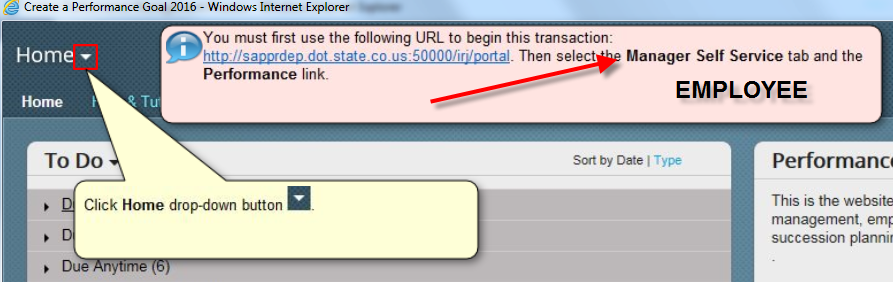 Create a Performance Goal 2016 - Windows Internet Explorer
You must first use the following URL to begin this transaction:
http://sapprdep.dot.state.co.us:50000/irj/portal. Then select the Manager Self Service tab and the
Performance link.
EMPLOYEE
Home
Home & Tut
To Do
Sort by Date | Type
Performance
Click Home drop-down button.
This is the website
management, emp
succession plannin
Due Anytime (6)